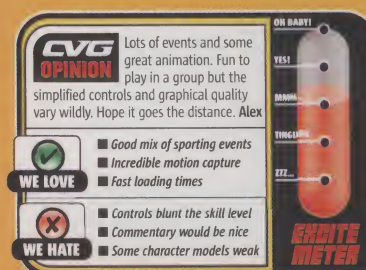 CVG
OPINION
Lots of events and some
great animation. Fun to
play in a group but the
simplified controls and graphical quality
vary wildly. Hope it goes the distance. Alex
WE LOVE
■ Good mix of sporting events
■ Incredible motion capture
■ Fast loading times
WE HATE
■ Controls blunt the skill level
■ Commentary would be nice
■ Some character models weak
OH BABY!
YES!
MMM...
ZZZ...
EXCITE
METER